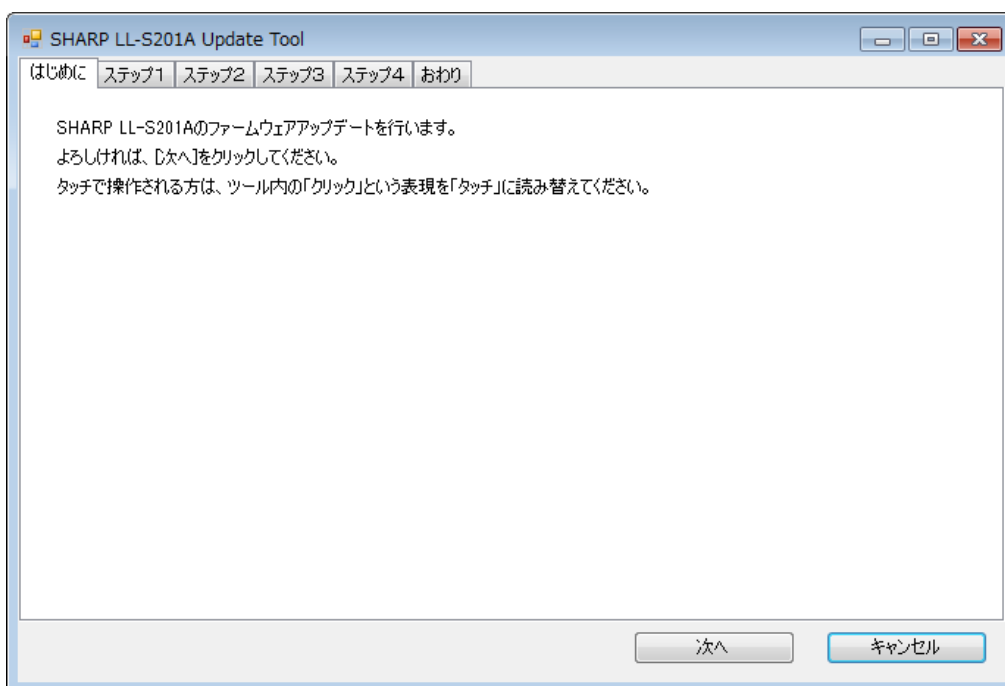 SHARP LL-S201A Update Tool
はじめに ステップ1 ステップ2 ステップ3 ステップ4 おわり
SHARP LL-S201Aのファームウェアアップデートを行います。
よろしければ、[次へ]をクリックしてください。
タッチで操作される方は、ツール内の「クリック」という表現を「タッチ」に読み替えてください。
次へ キャンセル